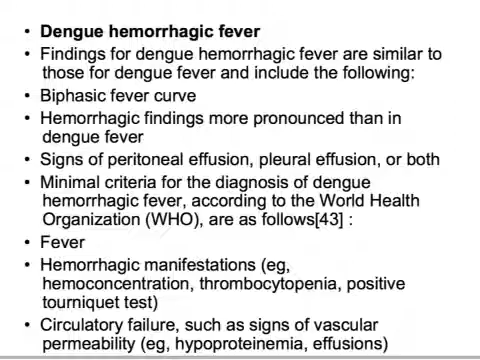 • Dengue hemorrhagic fever
• Findings for dengue hemorrhagic fever are similar to
those for dengue fever and include the following:
• Biphasic fever curve
• Hemorrhagic findings more pronounced than in
dengue fever
• Signs of peritoneal effusion, pleural effusion, or both
• Minimal criteria for the diagnosis of dengue
hemorrhagic fever, according to the World Health
Organization (WHO), are as follows[43] :
• Fever
• Hemorrhagic manifestations (eg,
hemoconcentration, thrombocytopenia, positive
tourniquet test)
• Circulatory failure, such as signs of vascular
permeability (eg, hypoproteinemia, effusions)